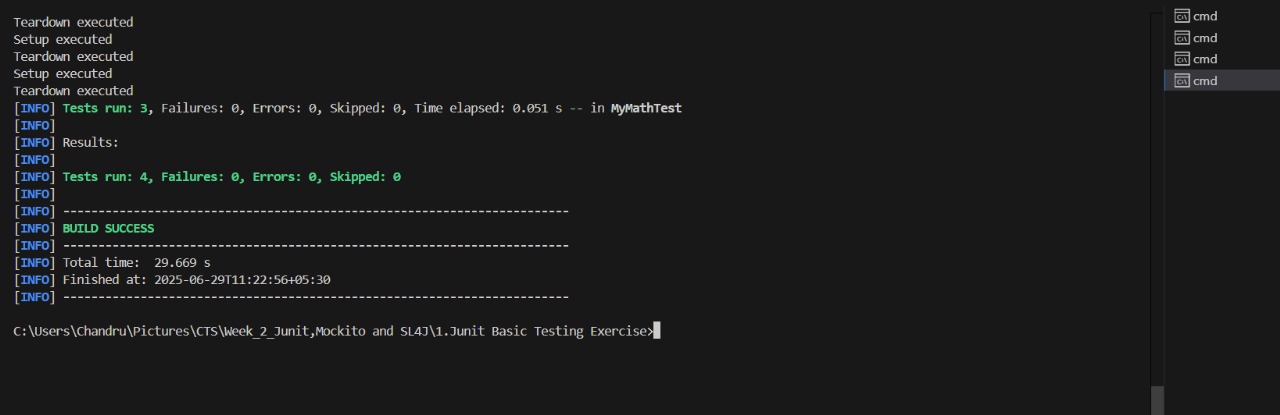 Teardown executed
Setup executed
Teardown executed
Setup executed
Teardown executed
[INFO] Tests run: 3, Failures: 0, Errors: 0, Skipped: 0, Time elapsed: 0.051 s -- in MyMathTest
[INFO]
[INFO] Results:
[INFO]
[INFO] Tests run: 4, Failures: 0, Errors: 0, Skipped: 0
[INFO]
[INFO] ------------------------------------------------------------------------
[INFO] BUILD SUCCESS
[INFO] ------------------------------------------------------------------------
[INFO] Total time:  29.669 s
[INFO] Finished at: 2025-06-29T11:22:56+05:30
[INFO] ------------------------------------------------------------------------
C:\Users\Chandru\Pictures\CTS\Week_2_Junit,Mockito and SL4J\1.Junit Basic Testing Exercise>
cmd
cmd
cmd
cmd